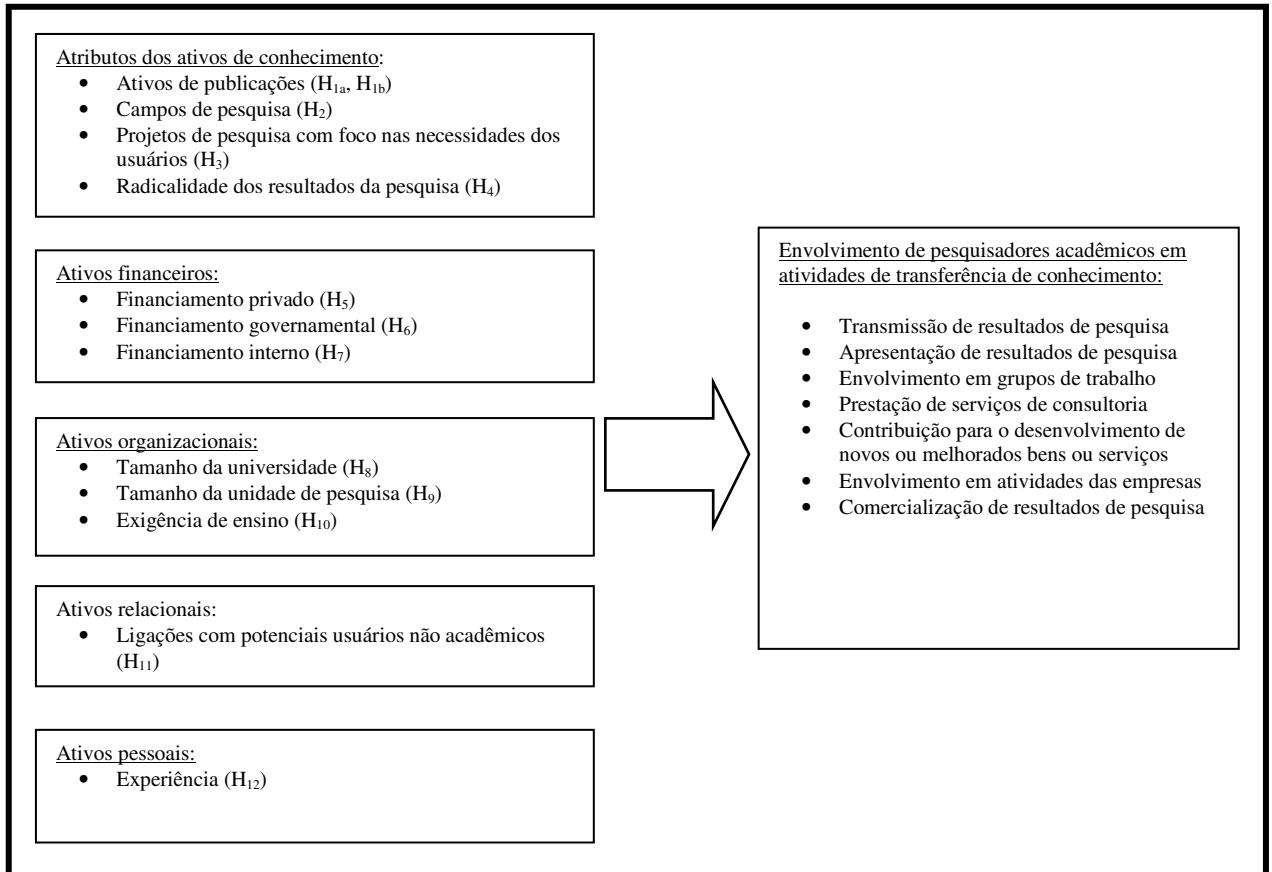 Atributos dos ativos de conhecimento:
• Ativos de publicações (H1a, H1b)
• Campos de pesquisa (H2)
• Projetos de pesquisa com foco nas necessidades dos
usuários (H3)
• Radicalidade dos resultados da pesquisa (H4)
Ativos financeiros:
• Financiamento privado (H5)
• Financiamento governamental (H6)
• Financiamento interno (H7)
Ativos organizacionais:
• Tamanho da universidade (H8)
• Tamanho da unidade de pesquisa (H9)
• Exigência de ensino (H10)
Ativos relacionais:
• Ligações com potenciais usuários não acadêmicos
(H11)
Ativos pessoais:
• Experiência (H12)
Envolvimento de pesquisadores acadêmicos em
atividades de transferência de conhecimento:
• Transmissão de resultados de pesquisa
• Apresentação de resultados de pesquisa
• Envolvimento em grupos de trabalho
• Prestação de serviços de consultoria
• Contribuição para o desenvolvimento de
novos ou melhorados bens ou serviços
• Envolvimento em atividades das empresas
• Comercialização de resultados de pesquisa